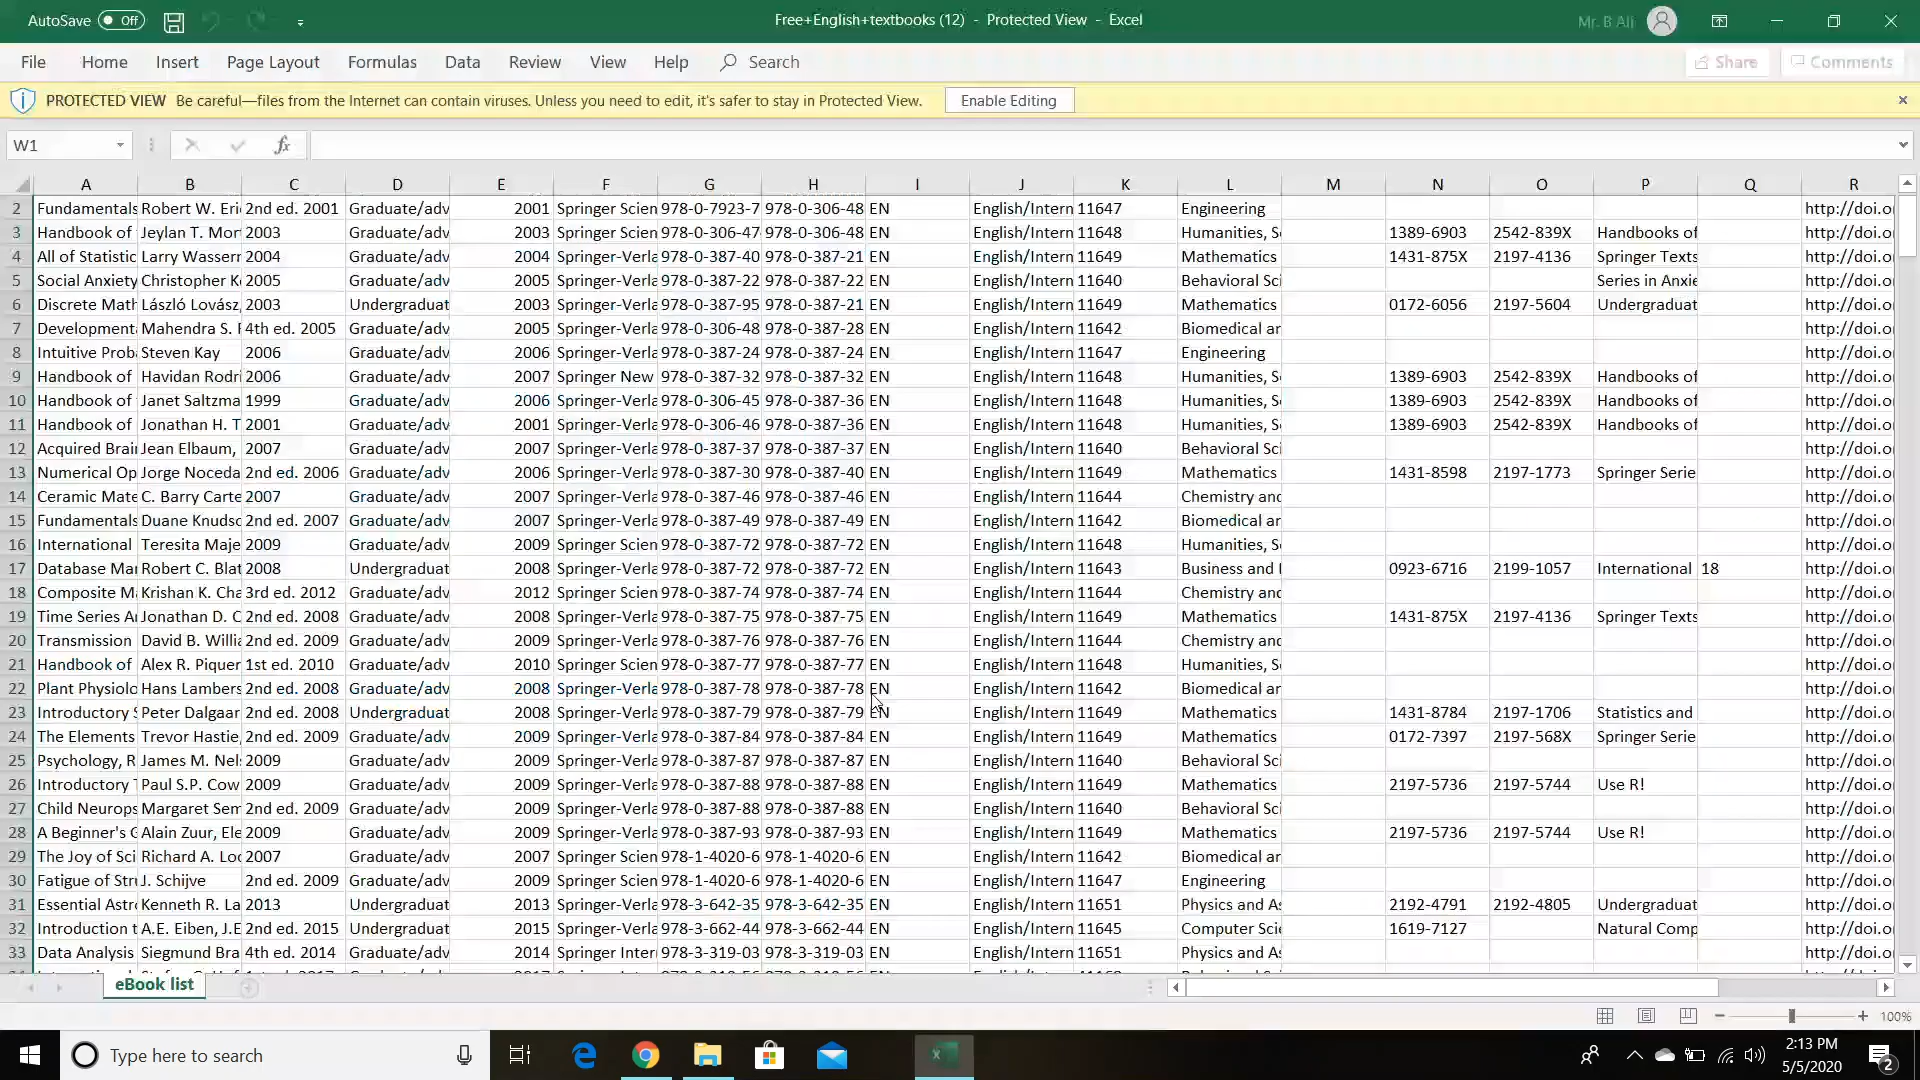 AutoSave Off Free+English+textbooks (12) - Protected View - Excel Mr. B Ali
File Home Insert Page Layout Formulas Data Review View Help Search Share Comments
PROTECTED VIEW Be careful—files from the Internet can contain viruses. Unless you need to edit, it's safer to stay in Protected View. Enable Editing
W1 fx
A B C D E F G H I J K L M N O P Q R
2 Fundamentals Robert W. Eri 2nd ed. 2001 Graduate/adv 2001 Springer Scien 978-0-7923-7 978-0-306-48 EN English/Intern 11647 Engineering http://doi.o
3 Handbook of Jeylan T. Mor 2003 Graduate/adv 2003 Springer Scien 978-0-306-47 978-0-306-48 EN English/Intern 11648 Humanities, S 1389-6903 2542-839X Handbooks of http://doi.o
4 All of Statistic Larry Wasserr 2004 Graduate/adv 2004 Springer-Verla 978-0-387-40 978-0-387-21 EN English/Intern 11649 Mathematics 1431-875X 2197-4136 Springer Texts http://doi.o
5 Social Anxiety Christopher K 2005 Graduate/adv 2005 Springer-Verla 978-0-387-22 978-0-387-22 EN English/Intern 11640 Behavioral Sci Series in Anxie http://doi.o
6 Discrete Math László Lovász, 2003 Undergraduat 2003 Springer-Verla 978-0-387-95 978-0-387-21 EN English/Intern 11649 Mathematics 0172-6056 2197-5604 Undergraduat http://doi.o
7 Development Mahendra S. F 4th ed. 2005 Graduate/adv 2005 Springer-Verla 978-0-306-48 978-0-387-28 EN English/Intern 11642 Biomedical ar http://doi.o
8 Intuitive Proba Steven Kay 2006 Graduate/adv 2006 Springer-Verla 978-0-387-24 978-0-387-24 EN English/Intern 11647 Engineering http://doi.o
9 Handbook of Havidan Rodri 2006 Graduate/adv 2007 Springer New 978-0-387-32 978-0-387-32 EN English/Intern 11648 Humanities, S 1389-6903 2542-839X Handbooks of http://doi.o
10 Handbook of Janet Saltzma 1999 Graduate/adv 2006 Springer-Verla 978-0-306-45 978-0-387-36 EN English/Intern 11648 Humanities, S 1389-6903 2542-839X Handbooks of http://doi.o
11 Handbook of Jonathan H. T 2001 Graduate/adv 2001 Springer-Verla 978-0-306-46 978-0-387-36 EN English/Intern 11648 Humanities, S 1389-6903 2542-839X Handbooks of http://doi.o
12 Acquired Brai Jean Elbaum, 2007 Graduate/adv 2007 Springer-Verla 978-0-387-37 978-0-387-37 EN English/Intern 11640 Behavioral Sci http://doi.o
13 Numerical Op Jorge Noceda 2nd ed. 2006 Graduate/adv 2006 Springer-Verla 978-0-387-30 978-0-387-40 EN English/Intern 11649 Mathematics 1431-8598 2197-1773 Springer Serie http://doi.o
14 Ceramic Mate C. Barry Carte 2007 Graduate/adv 2007 Springer-Verla 978-0-387-46 978-0-387-46 EN English/Intern 11644 Chemistry and http://doi.o
15 Fundamentals Duane Knudso 2nd ed. 2007 Graduate/adv 2007 Springer-Verla 978-0-387-49 978-0-387-49 EN English/Intern 11642 Biomedical ar http://doi.o
16 International Teresita Maje 2009 Graduate/adv 2009 Springer Scien 978-0-387-72 978-0-387-72 EN English/Intern 11648 Humanities, S http://doi.o
17 Database Mar Robert C. Blat 2008 Undergraduat 2008 Springer-Verla 978-0-387-72 978-0-387-72 EN English/Intern 11643 Business and 0923-6716 2199-1057 International 18 http://doi.o
18 Composite Ma Krishan K. Cha 3rd ed. 2012 Graduate/adv 2012 Springer Scien 978-0-387-74 978-0-387-74 EN English/Intern 11644 Chemistry and http://doi.o
19 Time Series A Jonathan D. C 2nd ed. 2008 Graduate/adv 2008 Springer-Verla 978-0-387-75 978-0-387-75 EN English/Intern 11649 Mathematics 1431-875X 2197-4136 Springer Texts http://doi.o
20 Transmission David B. Willia 2nd ed. 2009 Graduate/adv 2009 Springer-Verla 978-0-387-76 978-0-387-76 EN English/Intern 11644 Chemistry and http://doi.o
21 Handbook of Alex R. Piquer 1st ed. 2010 Graduate/adv 2010 Springer Scien 978-0-387-77 978-0-387-77 EN English/Intern 11648 Humanities, S http://doi.o
22 Plant Physiolo Hans Lambers 2nd ed. 2008 Graduate/adv 2008 Springer-Verla 978-0-387-78 978-0-387-78 EN English/Intern 11642 Biomedical ar http://doi.o
23 Introductory S Peter Dalgaar 2nd ed. 2008 Undergraduat 2008 Springer-Verla 978-0-387-79 978-0-387-79 EN English/Intern 11649 Mathematics 1431-8784 2197-1706 Statistics and http://doi.o
24 The Elements Trevor Hastie, 2nd ed. 2009 Graduate/adv 2009 Springer-Verla 978-0-387-84 978-0-387-84 EN English/Intern 11649 Mathematics 0172-7397 2197-568X Springer Serie http://doi.o
25 Psychology, R James M. Nel 2009 Graduate/adv 2009 Springer-Verla 978-0-387-87 978-0-387-87 EN English/Intern 11640 Behavioral Sci http://doi.o
26 Introductory T Paul S.P. Cow 2009 Graduate/adv 2009 Springer-Verla 978-0-387-88 978-0-387-88 EN English/Intern 11649 Mathematics 2197-5736 2197-5744 Use R! http://doi.o
27 Child Neurops Margaret Sem 2nd ed. 2009 Graduate/adv 2009 Springer-Verla 978-0-387-88 978-0-387-88 EN English/Intern 11640 Behavioral Sci http://doi.o
28 A Beginner's G Alain Zuur, Ele 2009 Graduate/adv 2009 Springer-Verla 978-0-387-93 978-0-387-93 EN English/Intern 11649 Mathematics 2197-5736 2197-5744 Use R! http://doi.o
29 The Joy of Sci Richard A. Loc 2007 Graduate/adv 2007 Springer Scien 978-1-4020-6 978-1-4020-6 EN English/Intern 11642 Biomedical ar http://doi.o
30 Fatigue of Stru J. Schijve 2nd ed. 2009 Graduate/adv 2009 Springer Scien 978-1-4020-6 978-1-4020-6 EN English/Intern 11647 Engineering http://doi.o
31 Essential Astr Kenneth R. La 2013 Undergraduat 2013 Springer-Verla 978-3-642-35 978-3-642-35 EN English/Intern 11651 Physics and As 2192-4791 2192-4805 Undergraduat http://doi.o
32 Introduction t A.E. Eiben, J.E 2nd ed. 2015 Undergraduat 2015 Springer-Verla 978-3-662-44 978-3-662-44 EN English/Intern 11645 Computer Scie 1619-7127 Natural Comp http://doi.o
33 Data Analysis Siegmund Bra 4th ed. 2014 Graduate/adv 2014 Springer Inter 978-3-319-03 978-3-319-03 EN English/Intern 11651 Physics and As http://doi.o
eBook list
100%
Type here to search 2:13 PM
5/5/2020 2